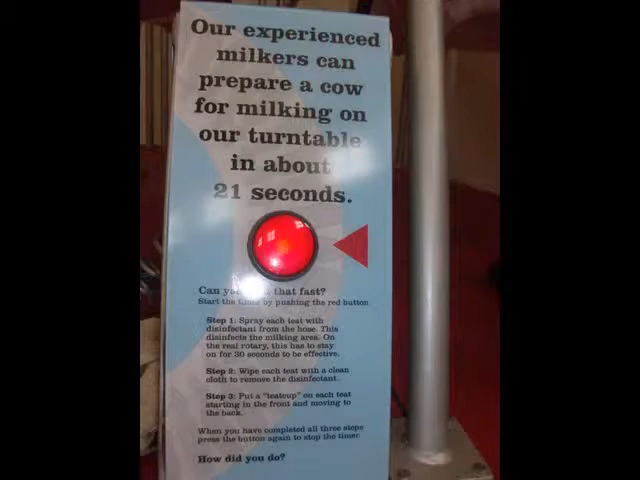 Our experienced
milkers can
prepare a cow
for milking on
our turntable
in about
21 seconds.
Can that fast?
Start the by pushing the red button
Step 1: Spray each teat with
disinfectant from the hose. This
disinfects the milking area. On
the real rotary, this has to stay
on for 30 seconds to be effective.
Step 2: Wipe each teat with a clean
cloth to remove the disinfectant.
Step 3: Put a "teatcup" on each teat
starting in the front and moving to
the back.
When you have completed all three steps
press the button again to stop the timer.
How did you do?